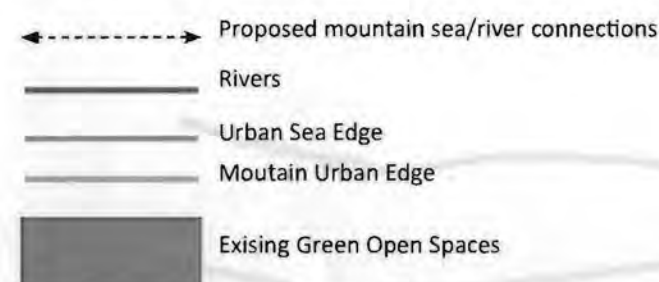 Proposed mountain sea/river connections
Rivers
Urban Sea Edge
Moutain Urban Edge
Exising Green Open Spaces